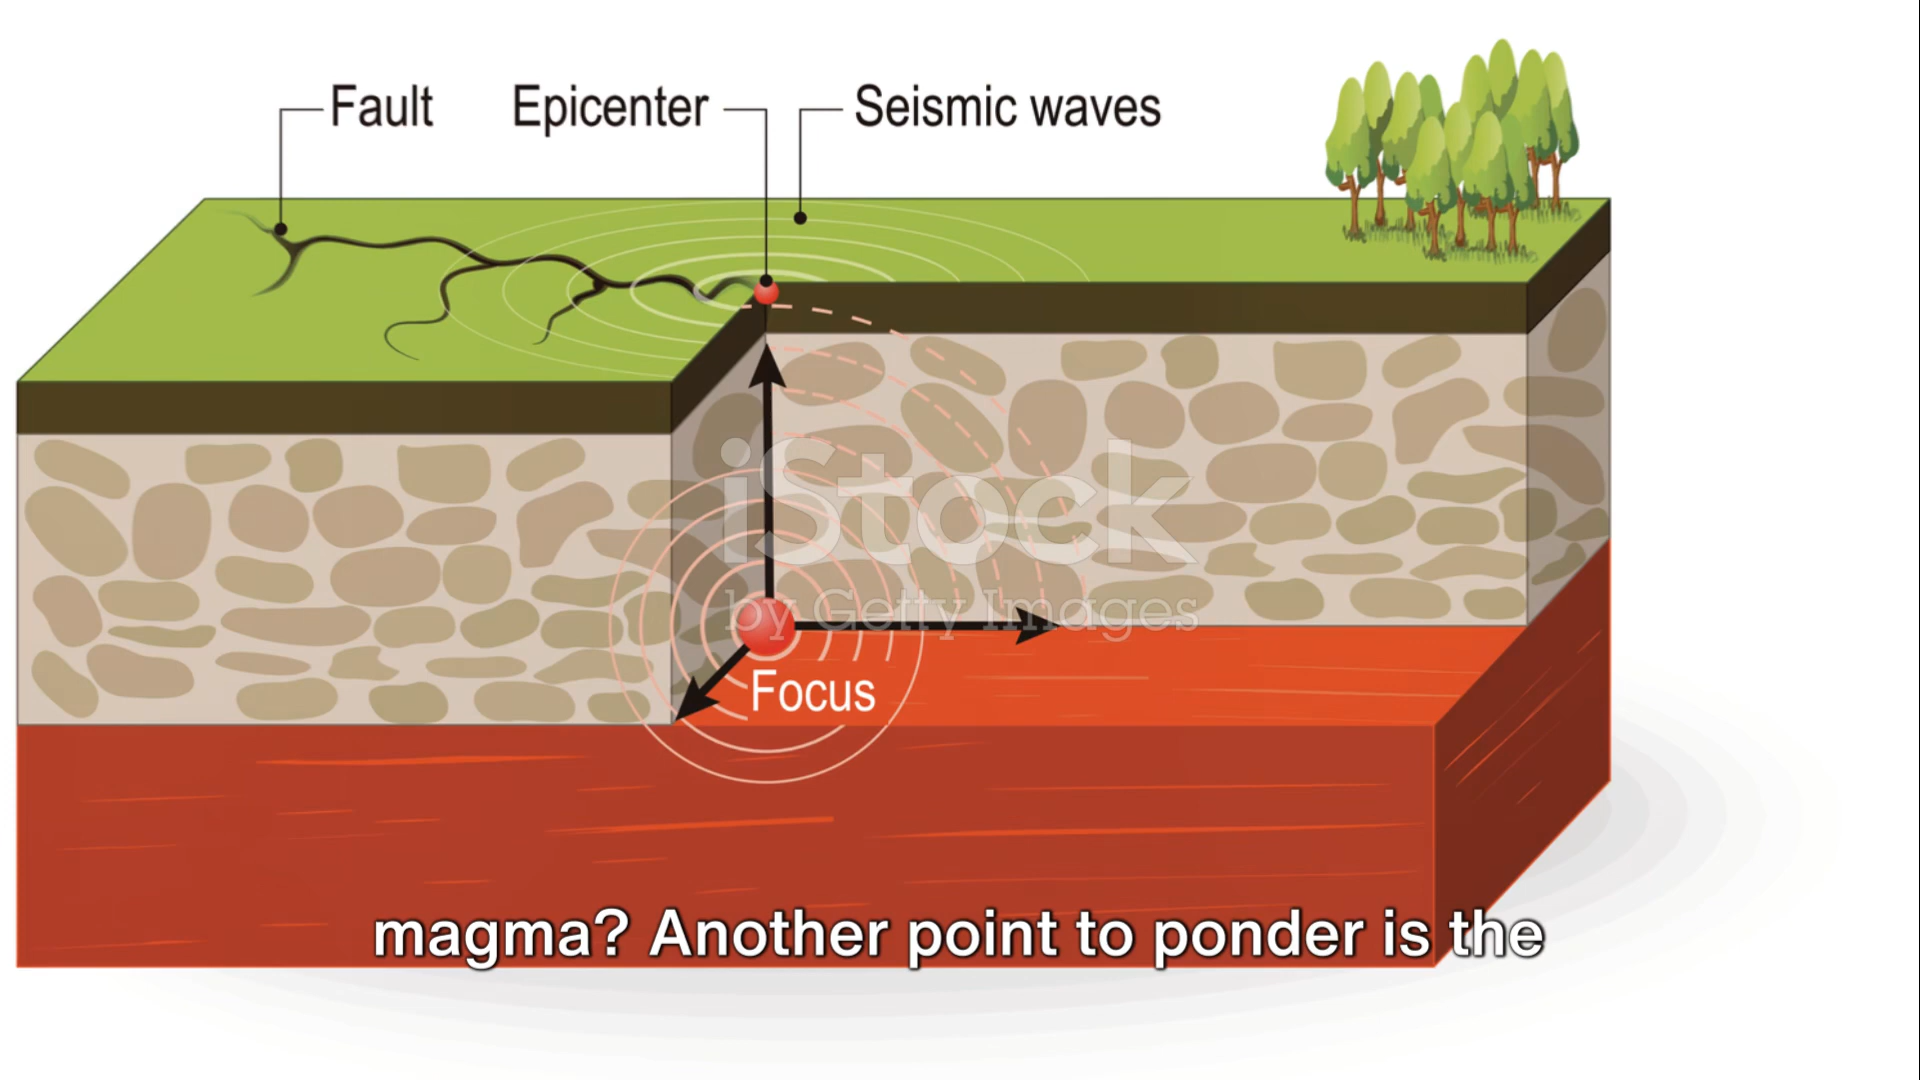 Fault
Epicenter
Seismic waves
iStock
by Getty Images
Focus
magma? Another point to ponder is the